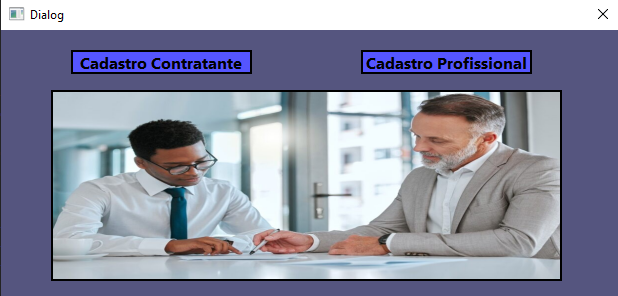 Dialog
Cadastro Contratante
Cadastro Profissional